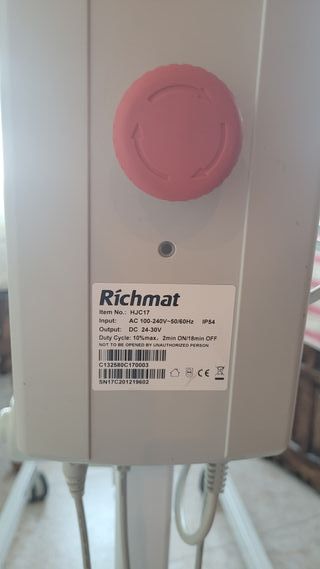 Richmat
Item No.: HJC17
Input: AC 100-240V~50/60Hz IP54
Output: DC 24-30V
Duty Cycle: 10%max, 2min ON/18min OFF
NOT TO BE OPENED BY UNAUTHORIZED PERSON
C132580C170003
SN17C201219602